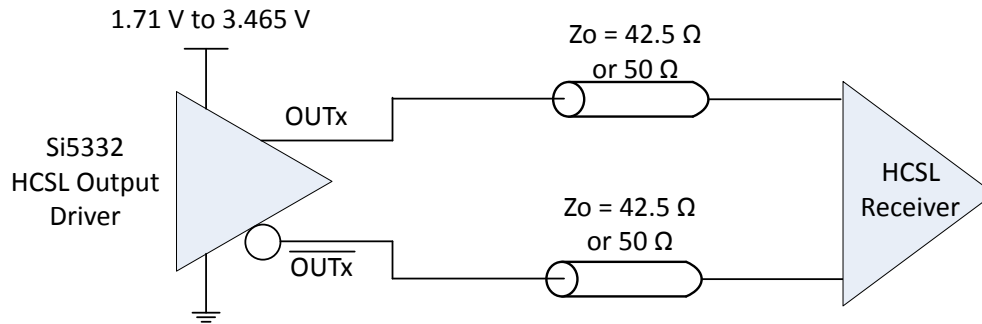 1.71 V to 3.465 V
Zo = 42.5 Ω
or 50 Ω
OUTx
Si5332
HCSL Output
Driver
HCSL
Receiver
Zo = 42.5 Ω
or 50 Ω
OUTx